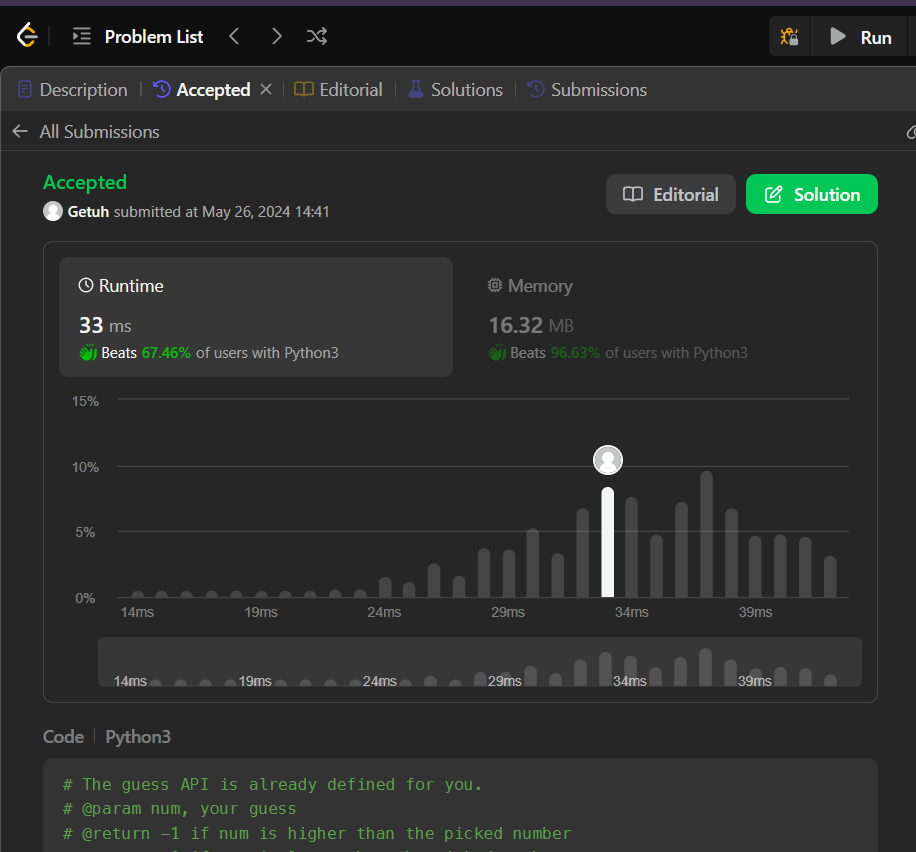 Problem List
Run
Description
Accepted
Editorial
Solutions
Submissions
All Submissions
Accepted
Getuh submitted at May 26, 2024 14:41
Editorial
Solution
Runtime
33 ms
Beats 67.46% of users with Python3
Memory
16.32 MB
Beats 96.63% of users with Python3
15%
10%
5%
0%
14ms 19ms 24ms 29ms 34ms 39ms
14ms 19ms 24ms 29ms 34ms 39ms
Code | Python3
# The guess API is already defined for you.
# @param num, your guess
# @return -1 if num is higher than the picked number